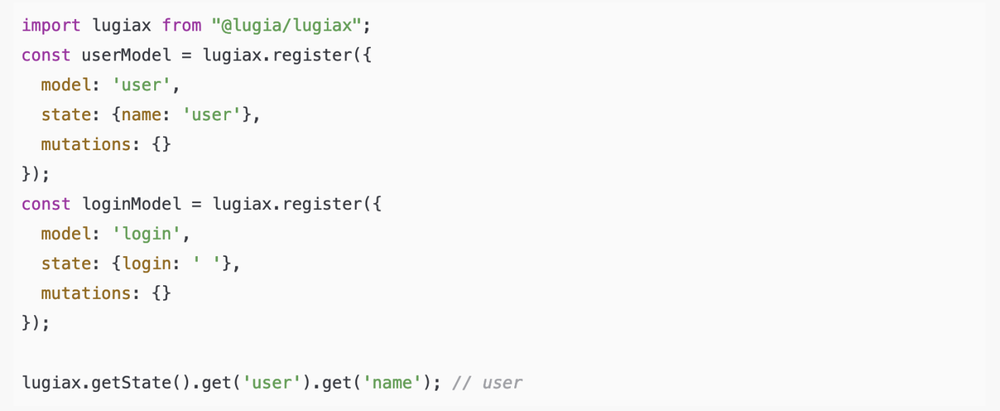 import lugiax from "@lugia/lugiax";
const userModel = lugiax.register({
  model: 'user',
  state: {name: 'user'},
  mutations: {}
});
const loginModel = lugiax.register({
  model: 'login',
  state: {login: ' '},
  mutations: {}
});

lugiax.getState().get('user').get('name'); // user